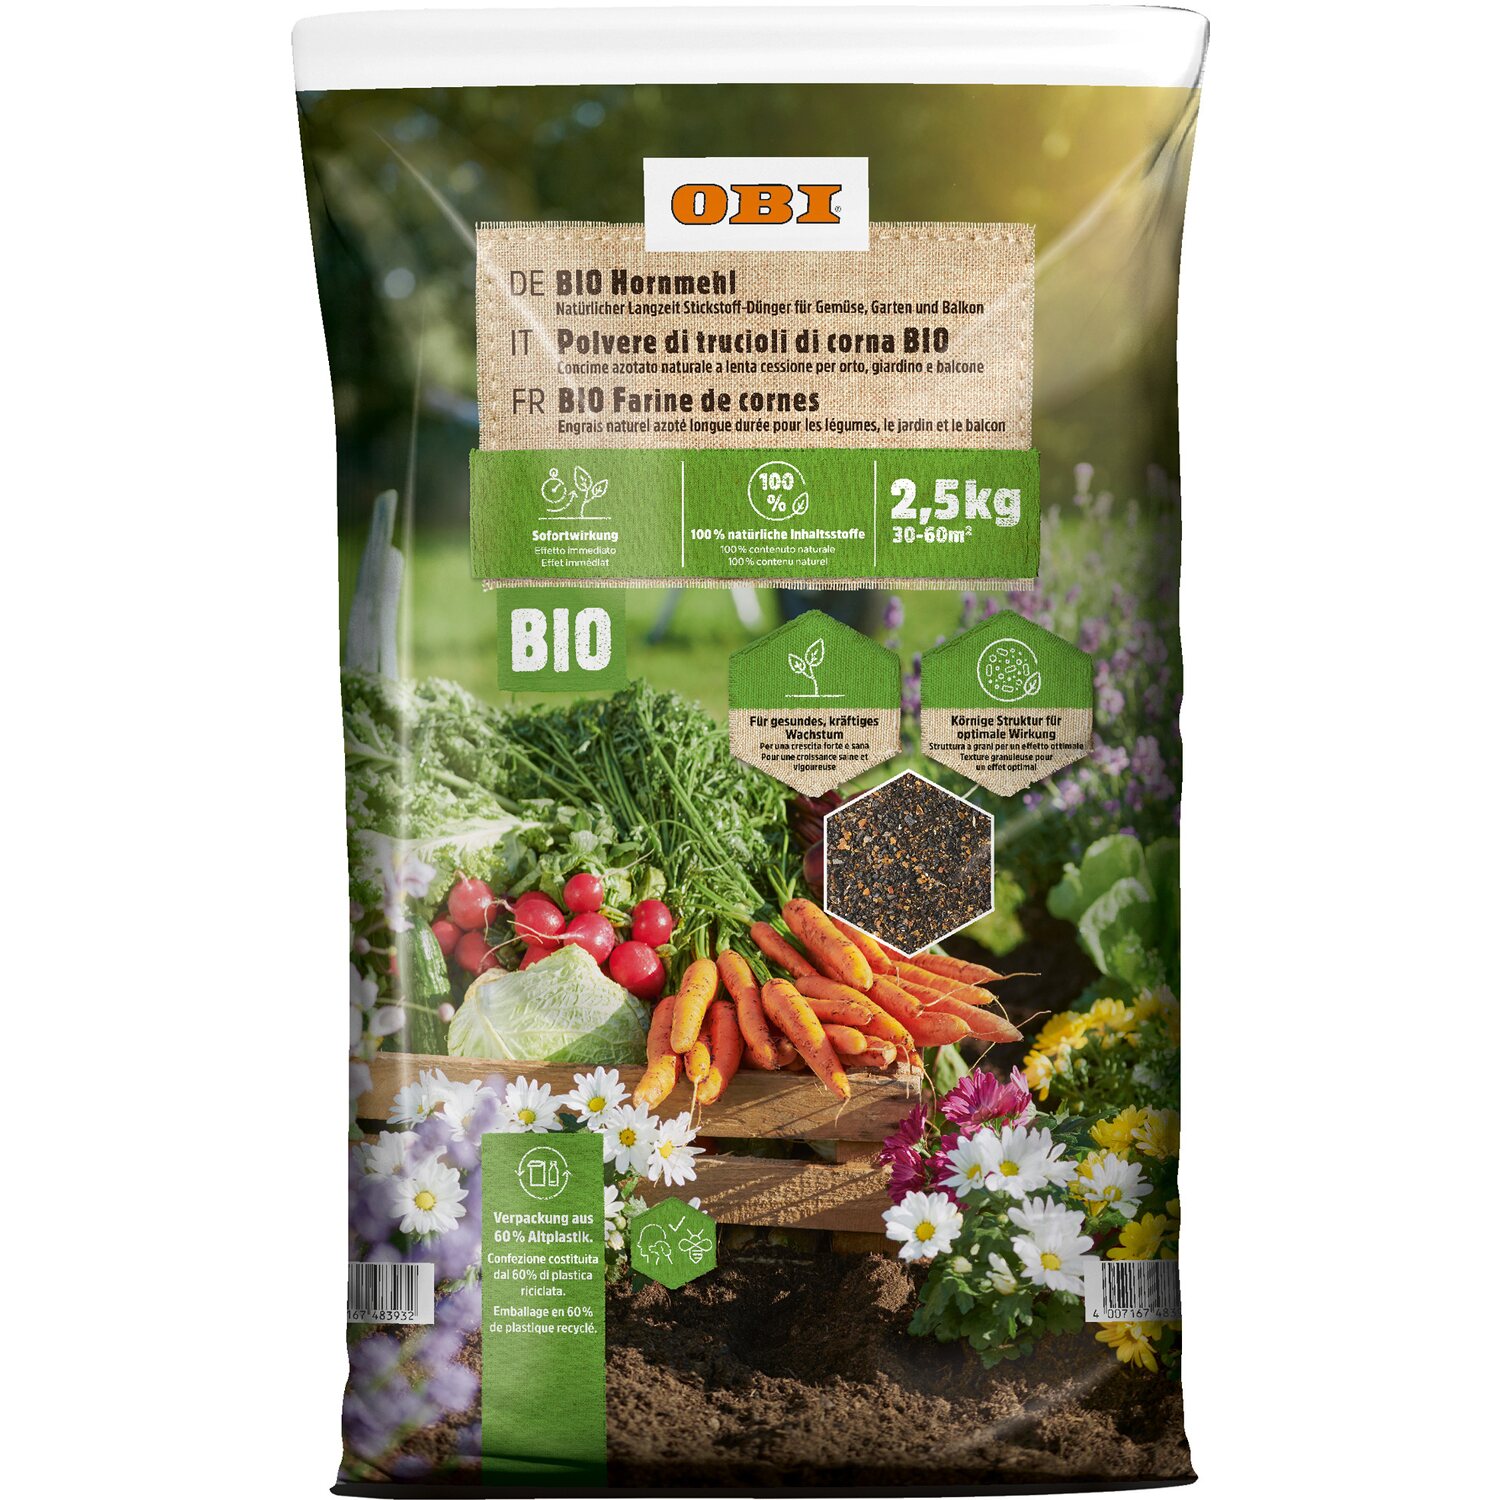 OBI
DE BIO Hornmehl
Natürlicher Langzeit Stickstoff-Dünger für Gemüse, Garten und Balkon
IT Polvere di trucioli di corna BIO
Concime azotato naturale a lenta cessione per orto, giardino e balcone
FR BIO Farine de cornes
Engrais naturel azoté longue durée pour les légumes, le jardin et le balcon
Sofortwirkung
Effetto immediato
Effet immédiat
100
%
100 % natürliche Inhaltsstoffe
100 % contenuto naturale
100 % contenu naturel
2,5kg
30-60m²
BIO
Für gesundes, kräftiges
Wachstum
Per una crescita forte e sana
Pour une croissance saine et
vigoureuse
Körnige Struktur für
optimale Wirkung
Struttura a grani per un effetto ottimale
Texture granuleuse pour
un effet optimal
Verpackung aus
60 % Altplastik.
Confezione costituita
dal 60% di plastica
riciclata.
Emballage en 60 %
de plastique recyclé.
167 483932
4 007167 483